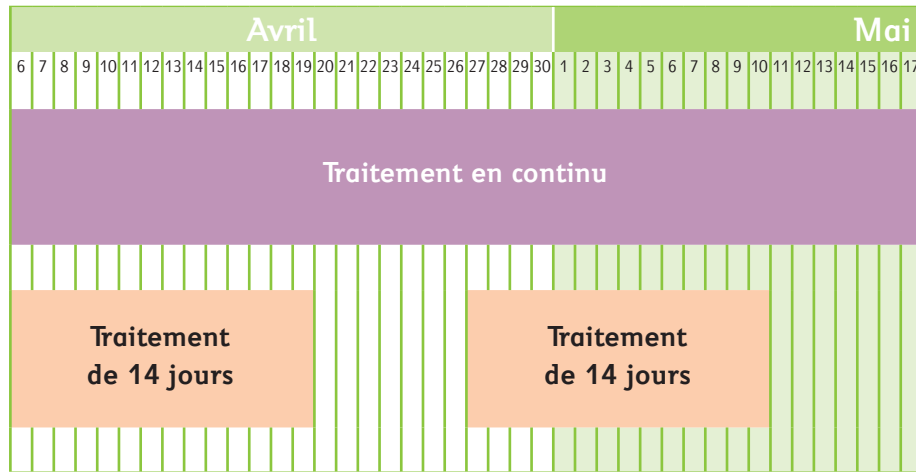 Avril Mai
6 7 8 9 10 11 12 13 14 15 16 17 18 19 20 21 22 23 24 25 26 27 28 29 30 1 2 3 4 5 6 7 8 9 10 11 12 13 14 15 16 17
Traitement en continu
Traitement
de 14 jours
Traitement
de 14 jours